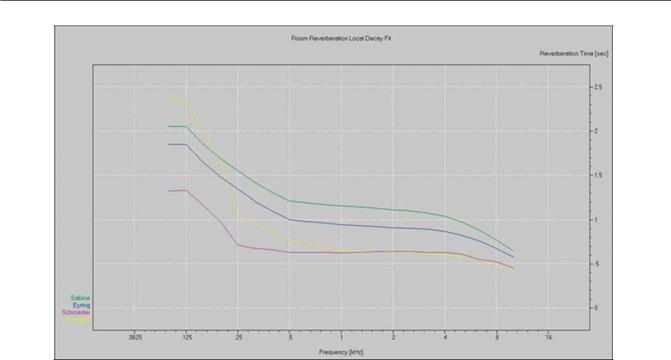 Room Reverberation Local Decay Fit
Reverberation Time [sec]
2.5
2
1.5
1
.5
0
Sabine
Eyring
Schroeder
.0625 .125 .25 .5 1 2 4 8 16
Frequency [kHz]